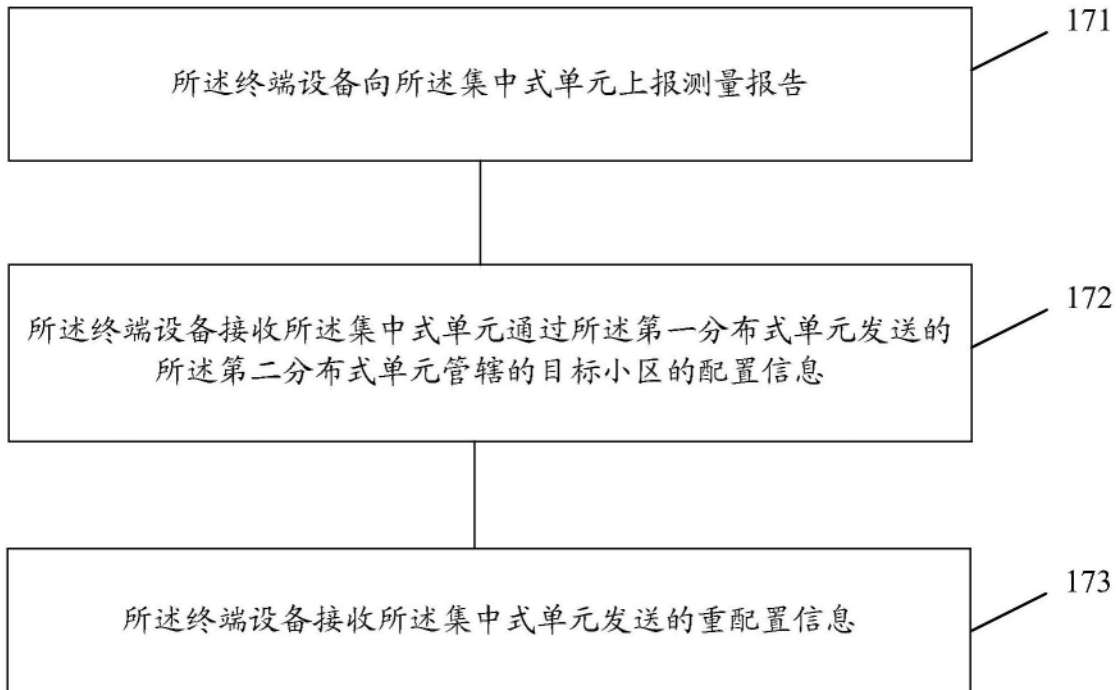 171
所述终端设备向所述集中式单元上报测量报告
172
所述终端设备接收所述集中式单元通过所述第一分布式单元发送的
所述第二分布式单元管辖的目标小区的配置信息
173
所述终端设备接收所述集中式单元发送的重配置信息